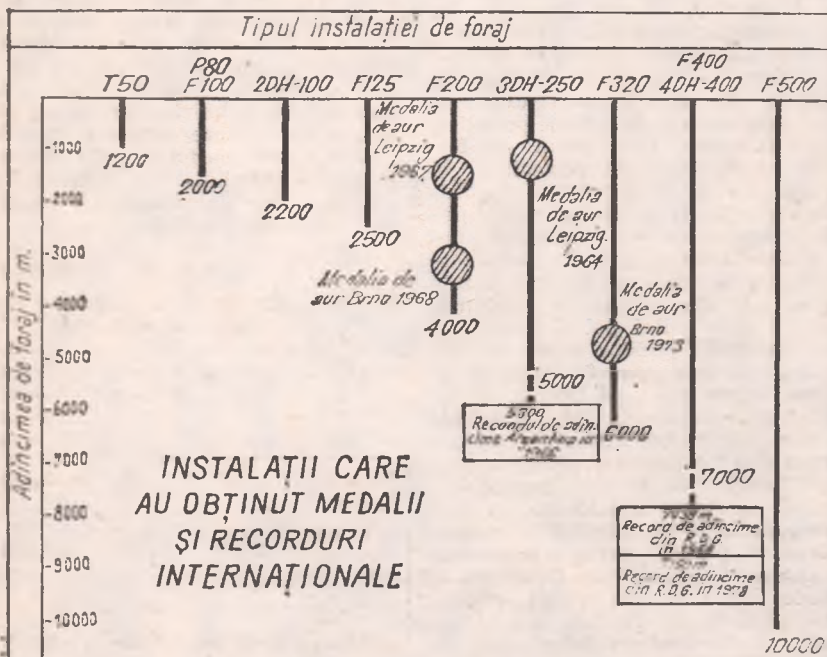 Tipul instalației de foraj
T50
P80
F100
2DH-100
F125
F200
3DH-250
F320
F400
4DH-400
F500
Adîncimea de foraj în m.
-1000
-2000
-3000
-4000
-5000
-6000
-7000
-8000
-9000
-10000
1200
2000
2200
2500
Medalia
de aur
Leipzig
Medalia de
aur Brno 1968
4000
Medalia
de aur
Leipzig.
1964
5000
Recordul de adîn-
Medalia
de aur
Brno
1973
6000
7000
Record de adîncime
din R.D.G.
în
Record de adîncime
din R.D.G. în 1978
10000
INSTALAȚII CARE
AU OBȚINUT MEDALII
ȘI RECORDURI
INTERNAȚIONALE